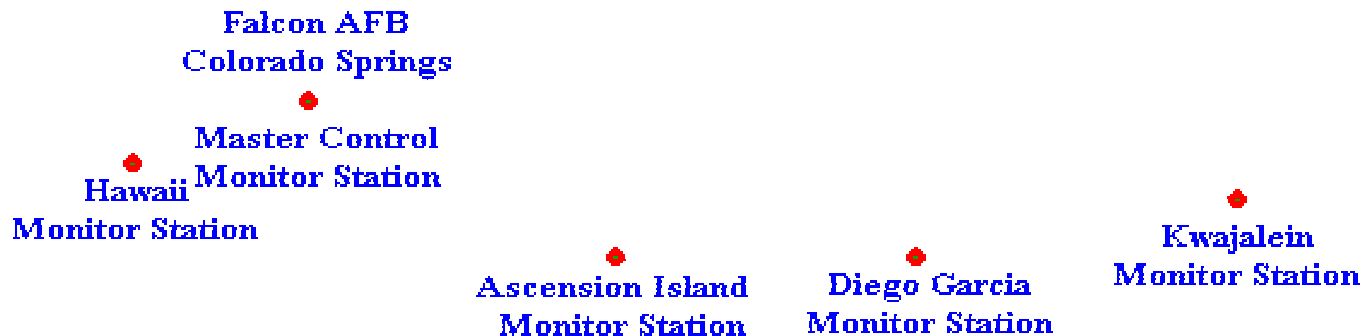 Falcon AFB
Colorado Springs
Master Control
Monitor Station
Hawaii
Monitor Station
Ascension Island
Monitor Station
Diego Garcia
Monitor Station
Kwajalein
Monitor Station